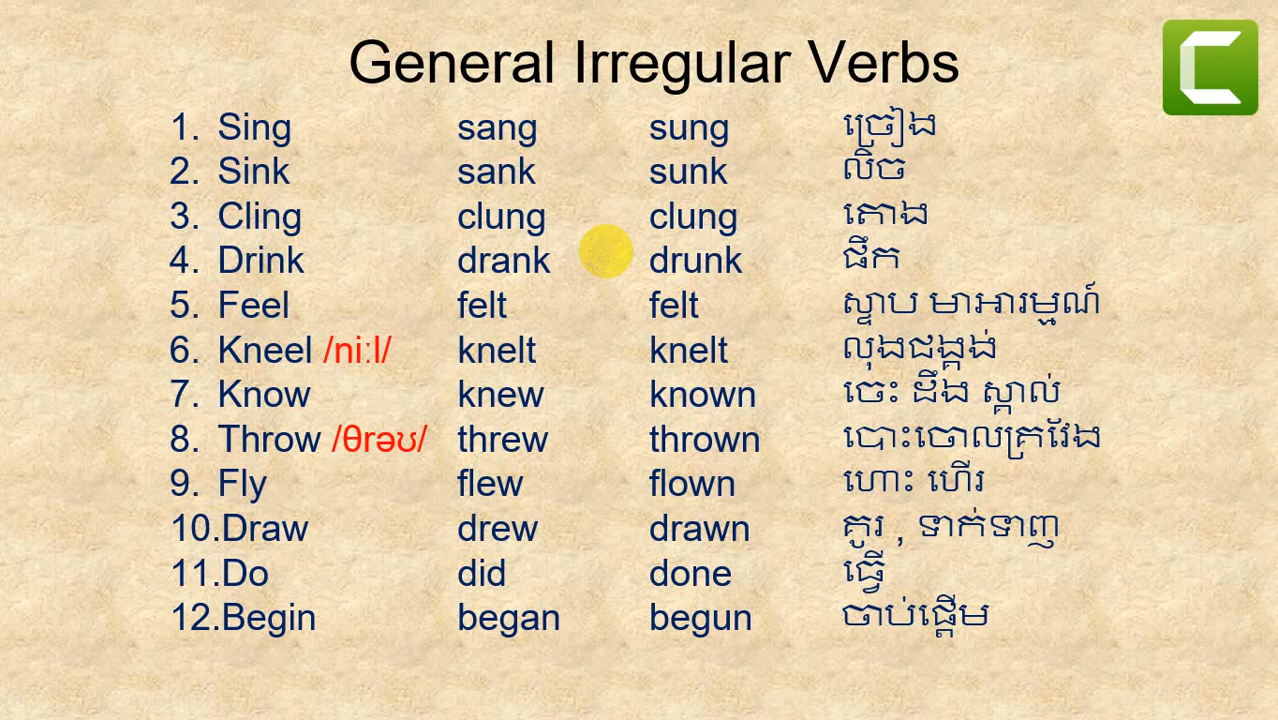 General Irregular Verbs
1. Sing sang sung ច្រៀង
2. Sink sank sunk លិច
3. Cling clung clung តោង
4. Drink drank drunk ផឹក
5. Feel felt felt ស្ទាប មានអារម្មណ៍
6. Kneel /niːl/ knelt knelt លុងជង្គង់
7. Know knew known ចេះ ដឹង ស្គាល់
8. Throw /θrəʊ/ threw thrown បោះចោលគ្រវែង
9. Fly flew flown ហោះ ហើរ
10.Draw drew drawn គូរ , ទាក់ទាញ
11.Do did done ធ្វើ
12.Begin began begun ចាប់ផ្ដើម